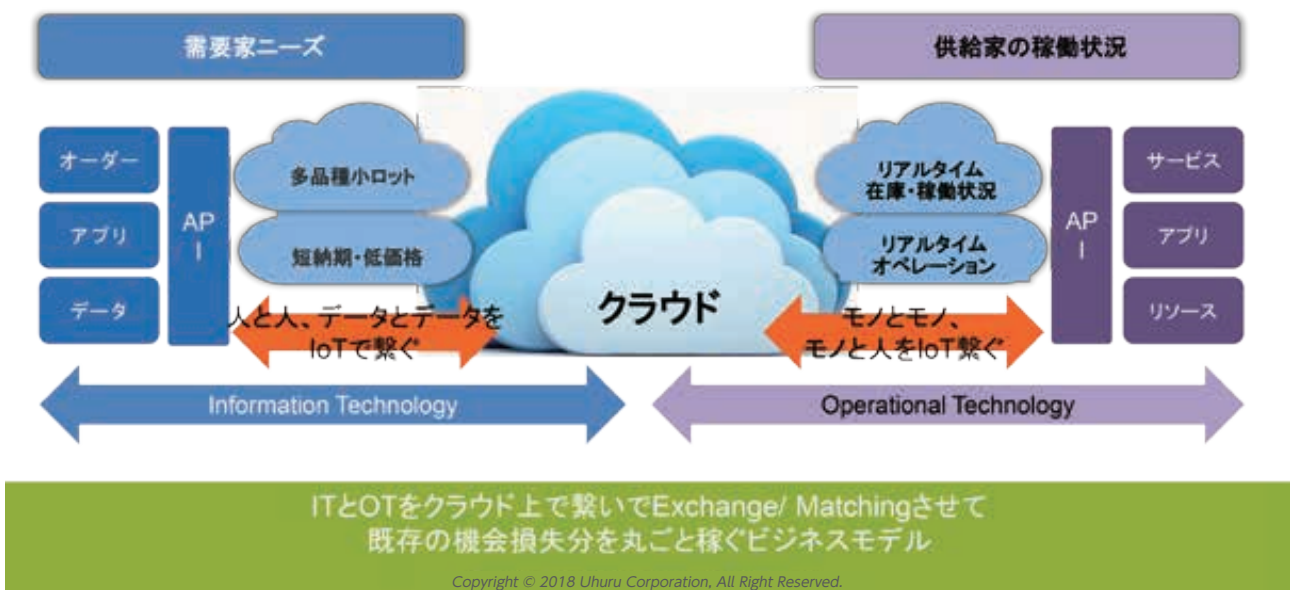 需要家ニーズ
供給家の稼働状況
オーダー
アプリ
データ
AP
I
多品種小ロット
短納期・低価格
クラウド
リアルタイム
在庫・稼働状況
リアルタイム
オペレーション
AP
I
サービス
アプリ
リソース
人と人、データとデータを
IoTで繋ぐ
モノとモノ、
モノと人をIoT繋ぐ
Information Technology
Operational Technology
ITとOTをクラウド上で繋いでExchange/ Matchingさせて
既存の機会損失分を丸ごと稼ぐビジネスモデル
Copyright © 2018 Uhuru Corporation, All Right Reserved.